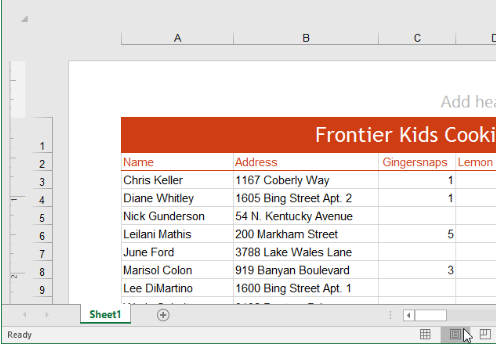 A B C
Add hea
1 Frontier Kids Cooki
2 Name Address Gingersnaps Lemon
3 Chris Keller 1167 Coberly Way 1
4 Diane Whitley 1605 Bing Street Apt. 2 1
5 Nick Gunderson 54 N. Kentucky Avenue
6 Leilani Mathis 200 Markham Street 5
7 June Ford 3788 Lake Wales Lane
8 Marisol Colon 919 Banyan Boulevard 3
9 Lee DiMartino 1600 Bing Street Apt. 1
Sheet1
Ready